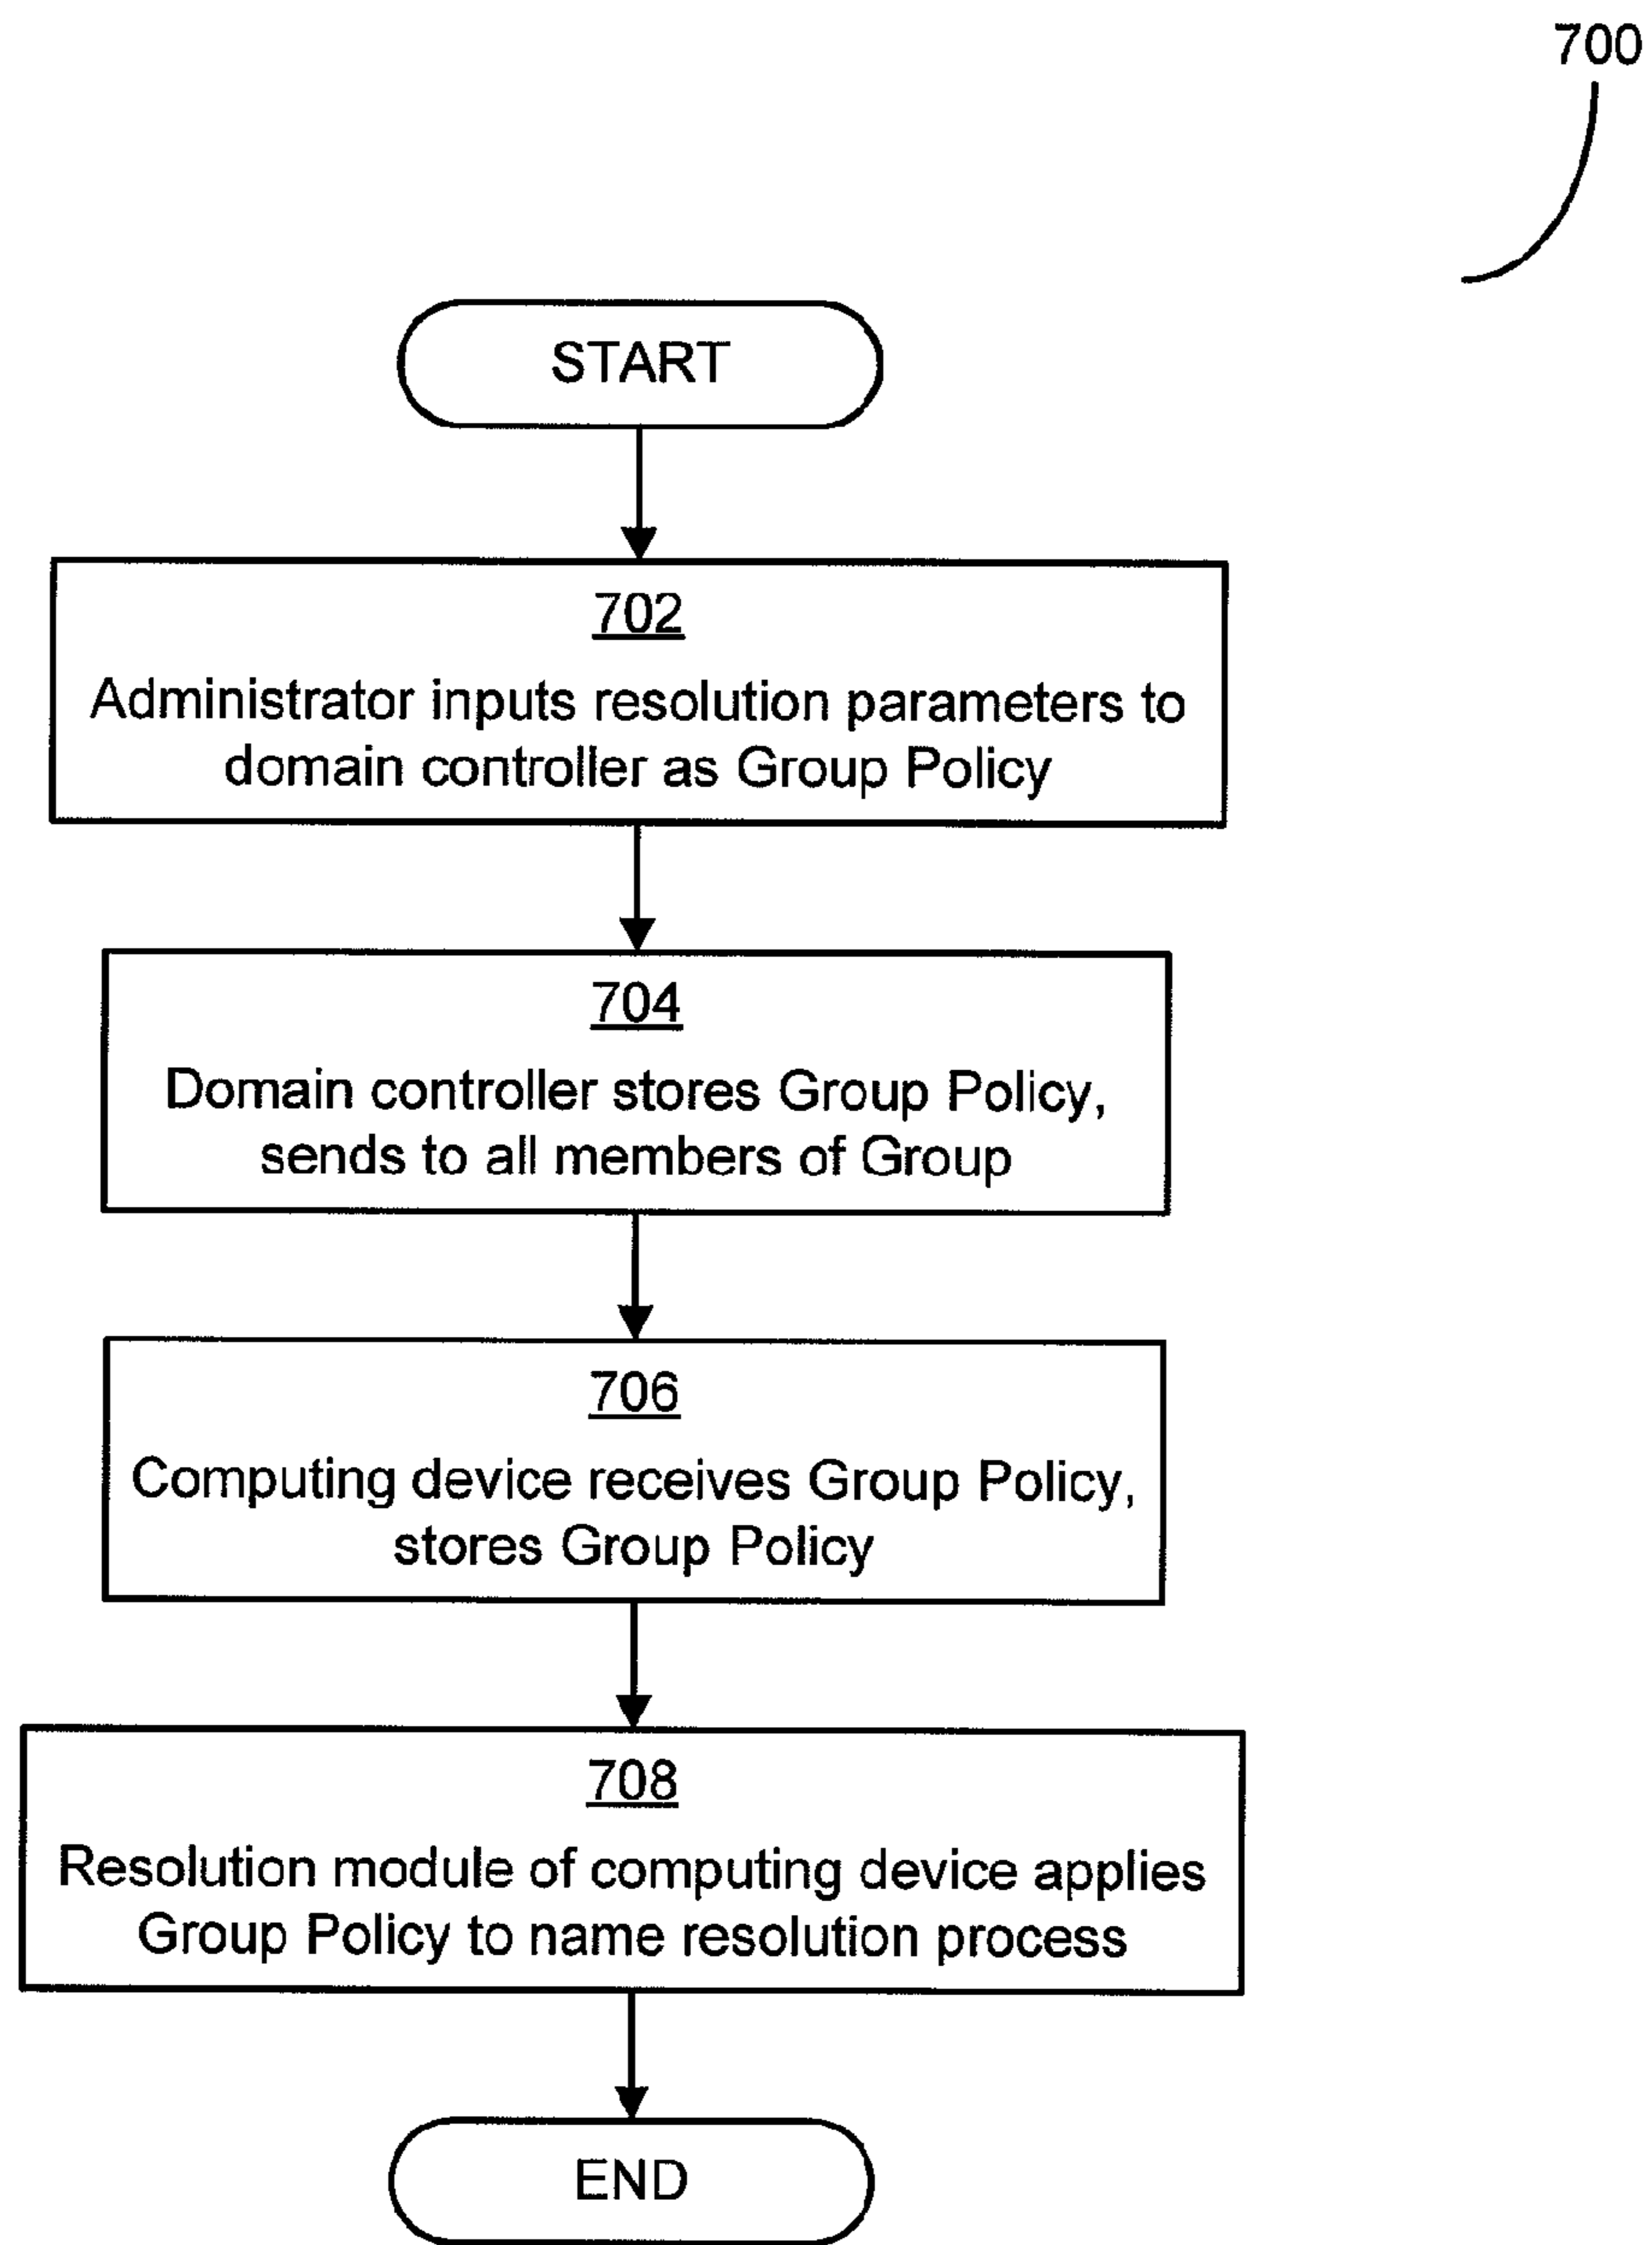 700
START
702
Administrator inputs resolution parameters to
domain controller as Group Policy
704
Domain controller stores Group Policy,
sends to all members of Group
706
Computing device receives Group Policy,
stores Group Policy
708
Resolution module of computing device applies
Group Policy to name resolution process
END